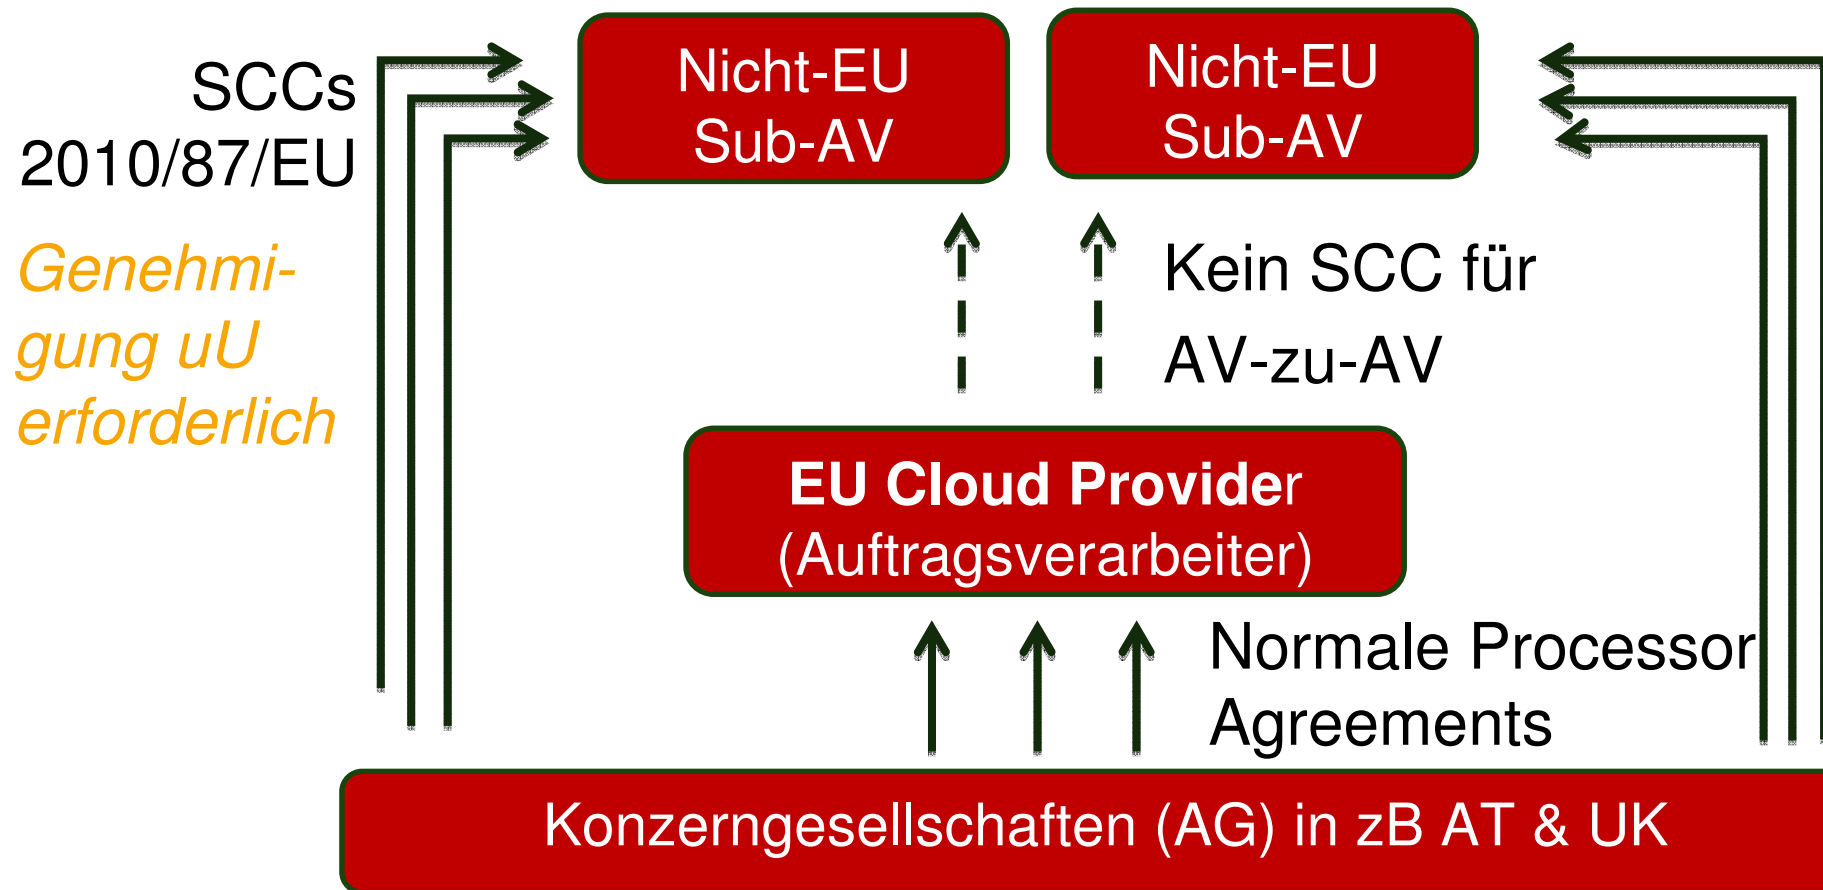 SCCs
2010/87/EU
Genehmi-
gung uU
erforderlich
Nicht-EU
Sub-AV
Nicht-EU
Sub-AV
Kein SCC für
AV-zu-AV
EU Cloud Provider
(Auftragsverarbeiter)
Normale Processor
Agreements
Konzerngesellschaften (AG) in zB AT & UK